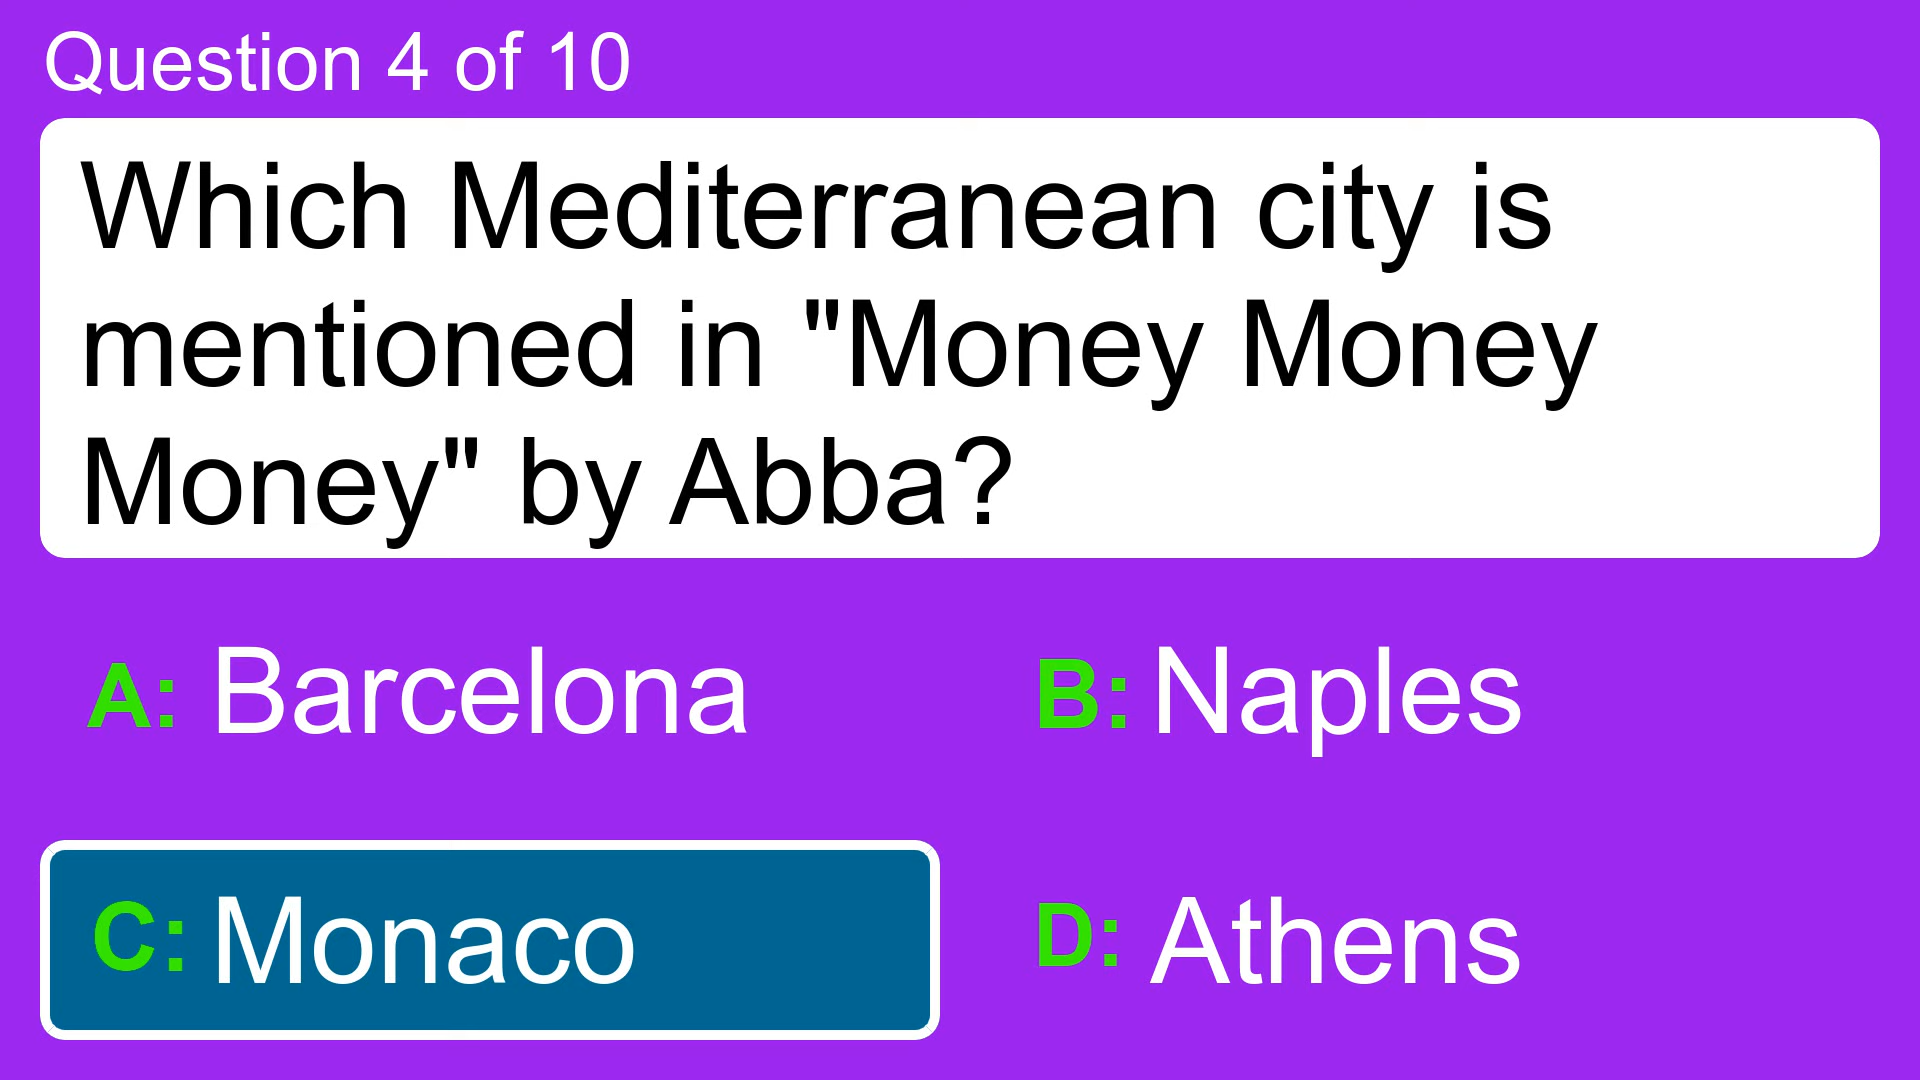 Question 4 of 10
Which Mediterranean city is
mentioned in "Money Money
Money" by Abba?
A: Barcelona
B: Naples
C: Monaco
D: Athens